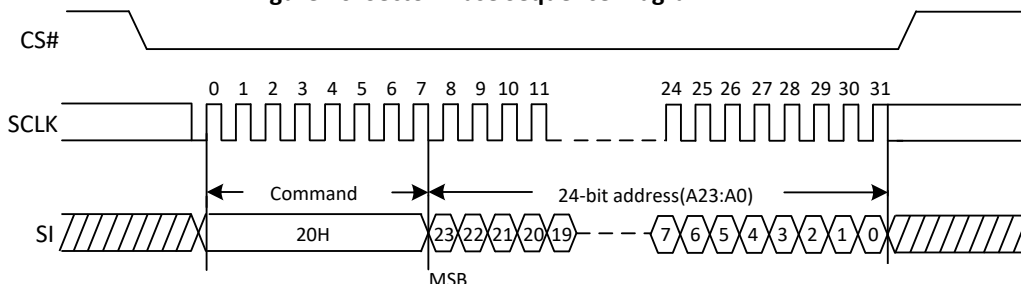 CS#
0 1 2 3 4 5 6 7 8 9 10 11 24 25 26 27 28 29 30 31
SCLK
Command 24-bit address(A23:A0)
SI 20H 23 22 21 20 19 7 6 5 4 3 2 1 0
MSB